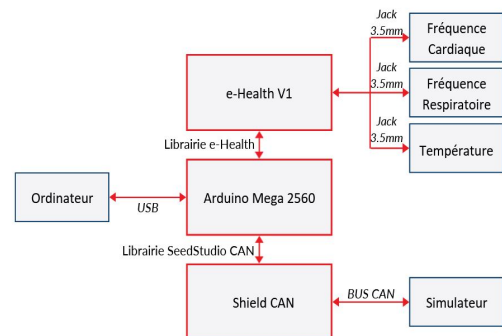 Jack
3.5mm
Fréquence
Cardiaque
e-Health V1
Jack
3.5mm
Fréquence
Respiratoire
Jack
3.5mm
Librairie e-Health
Température
Ordinateur
USB
Arduino Mega 2560
Librairie SeedStudio CAN
Shield CAN
BUS CAN
Simulateur